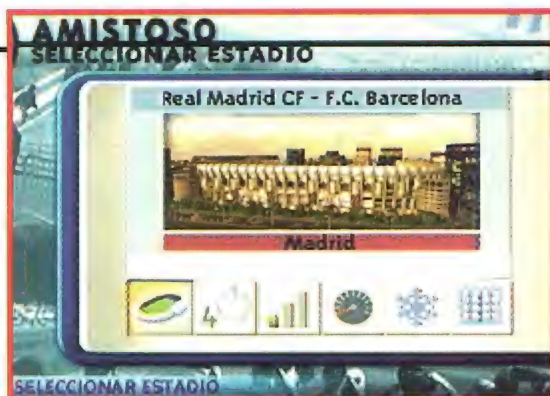 AMISTOSO
SELECCIONAR ESTADIO
Real Madrid CF - F.C. Barcelona
Madrid
4
SELECCIONAR ESTADIO